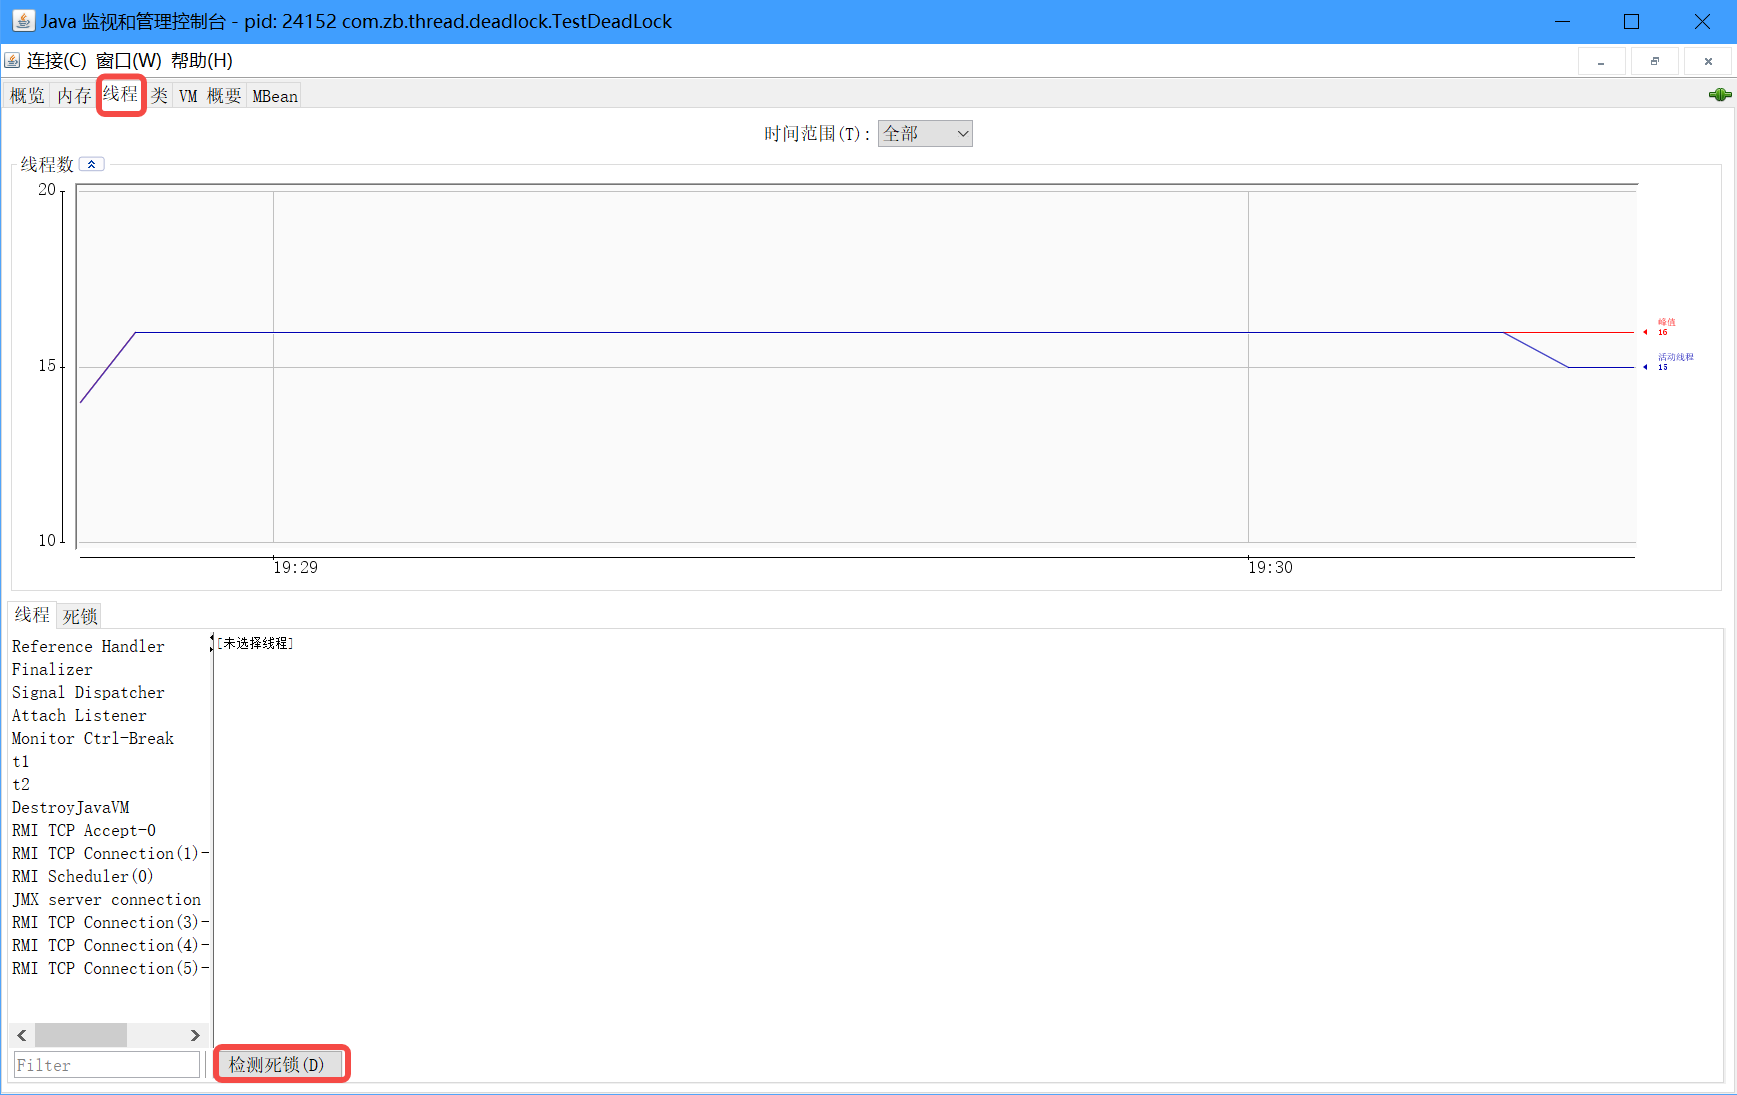 Java 监视和管理控制台 - pid: 24152 com.zb.thread.deadlock.TestDeadLock
连接(C) 窗口(W) 帮助(H)
概览 内存 线程 类 VM 概要 MBean
时间范围(T): 全部
线程数
20
15
10
峰值
16
活动线程
15
19:29 19:30
线程 死锁
Reference Handler
[未选择线程]
Finalizer
Signal Dispatcher
Attach Listener
Monitor Ctrl-Break
t1
t2
DestroyJavaVM
RMI TCP Accept-0
RMI TCP Connection(1)-
RMI Scheduler(0)
JMX server connection
RMI TCP Connection(3)-
RMI TCP Connection(4)-
RMI TCP Connection(5)-
Filter
检测死锁(D)